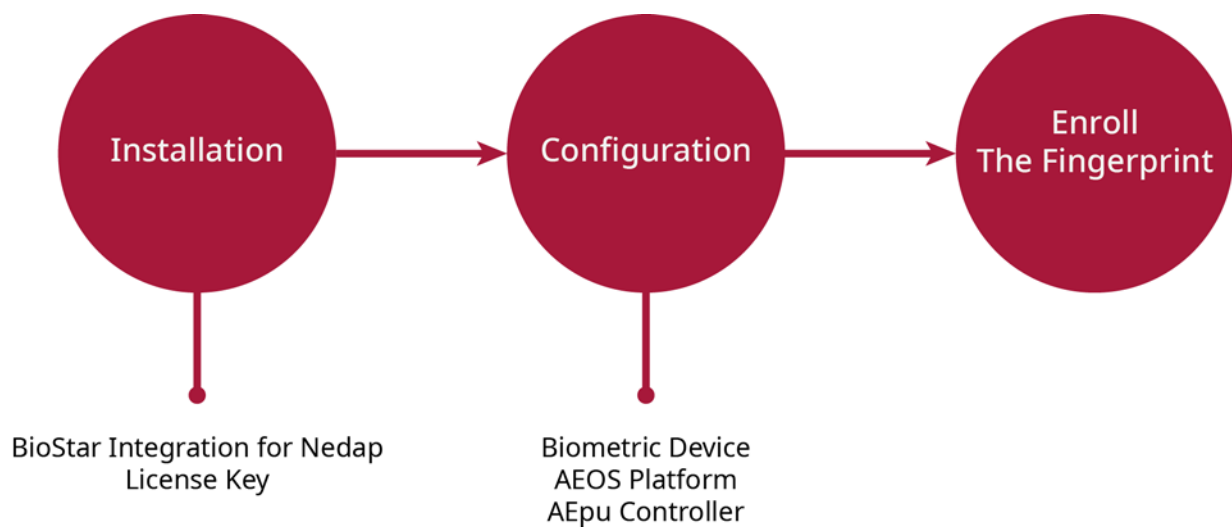 Installation
Configuration
Enroll
The Fingerprint
BioStar Integration for Nedap
License Key
Biometric Device
AEOS Platform
AEpu Controller